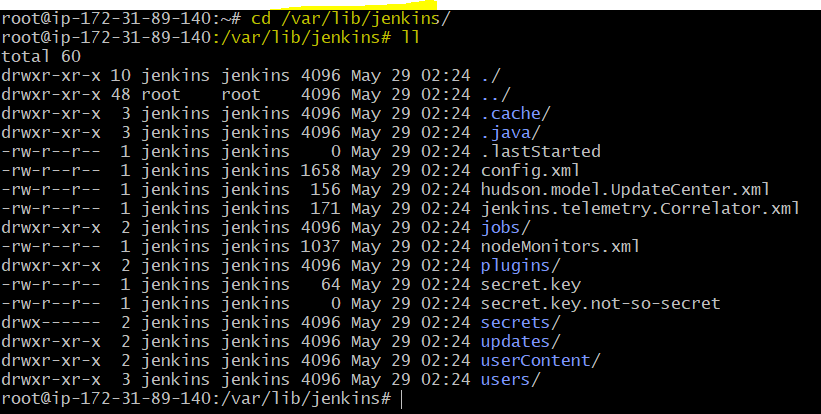 root@ip-172-31-89-140:~# cd /var/lib/jenkins/
root@ip-172-31-89-140:/var/lib/jenkins# ll
total 60
drwxr-xr-x 10 jenkins jenkins 4096 May 29 02:24 ./
drwxr-xr-x 48 root    root    4096 May 29 02:24 ../
drwxr-xr-x  3 jenkins jenkins 4096 May 29 02:24 .cache/
drwxr-xr-x  3 jenkins jenkins 4096 May 29 02:24 .java/
-rw-r--r--  1 jenkins jenkins    0 May 29 02:24 .lastStarted
-rw-r--r--  1 jenkins jenkins 1658 May 29 02:24 config.xml
-rw-r--r--  1 jenkins jenkins  156 May 29 02:24 hudson.model.UpdateCenter.xml
-rw-r--r--  1 jenkins jenkins  171 May 29 02:24 jenkins.telemetry.Correlator.xml
drwxr-xr-x  2 jenkins jenkins 4096 May 29 02:24 jobs/
-rw-r--r--  1 jenkins jenkins 1037 May 29 02:24 nodeMonitors.xml
drwxr-xr-x  2 jenkins jenkins 4096 May 29 02:24 plugins/
-rw-r--r--  1 jenkins jenkins   64 May 29 02:24 secret.key
-rw-r--r--  1 jenkins jenkins    0 May 29 02:24 secret.key.not-so-secret
drwx------  2 jenkins jenkins 4096 May 29 02:24 secrets/
drwxr-xr-x  2 jenkins jenkins 4096 May 29 02:24 updates/
drwxr-xr-x  2 jenkins jenkins 4096 May 29 02:24 userContent/
drwxr-xr-x  3 jenkins jenkins 4096 May 29 02:24 users/
root@ip-172-31-89-140:/var/lib/jenkins#